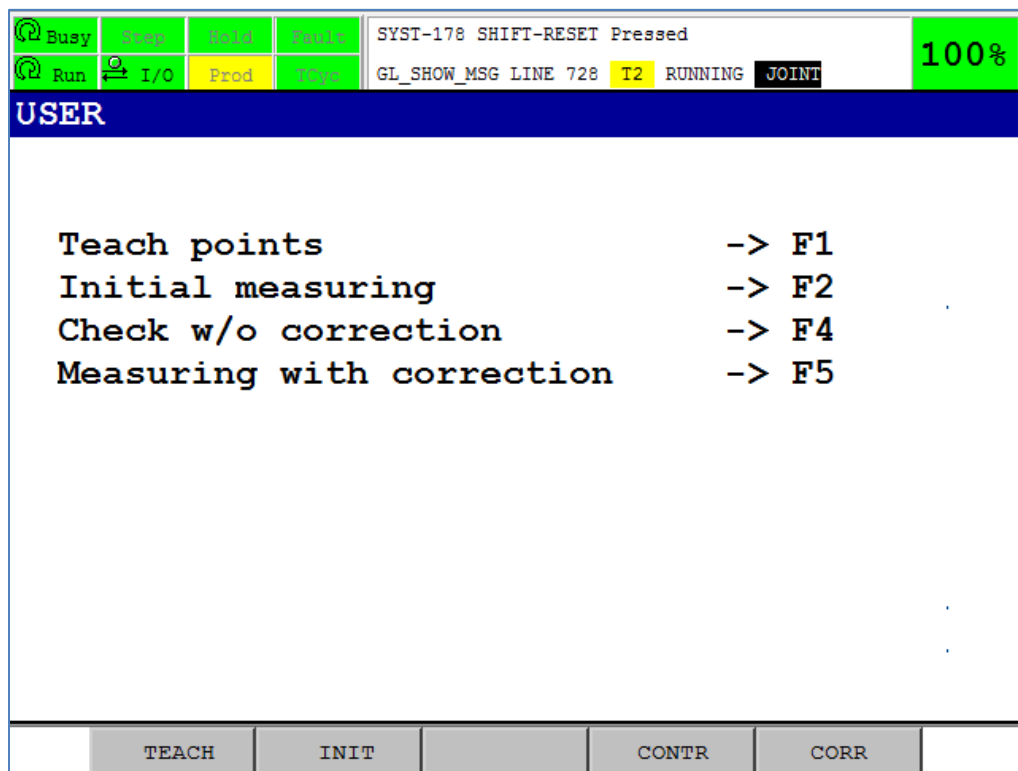 Busy Step Hold Fault SYST-178 SHIFT-RESET Pressed
Run I/O Prod TCyc GL_SHOW_MSG LINE 728 T2 RUNNING JOINT
100%
USER
Teach points -> F1
Initial measuring -> F2
Check w/o correction -> F4
Measuring with correction -> F5
TEACH INIT CONTR CORR